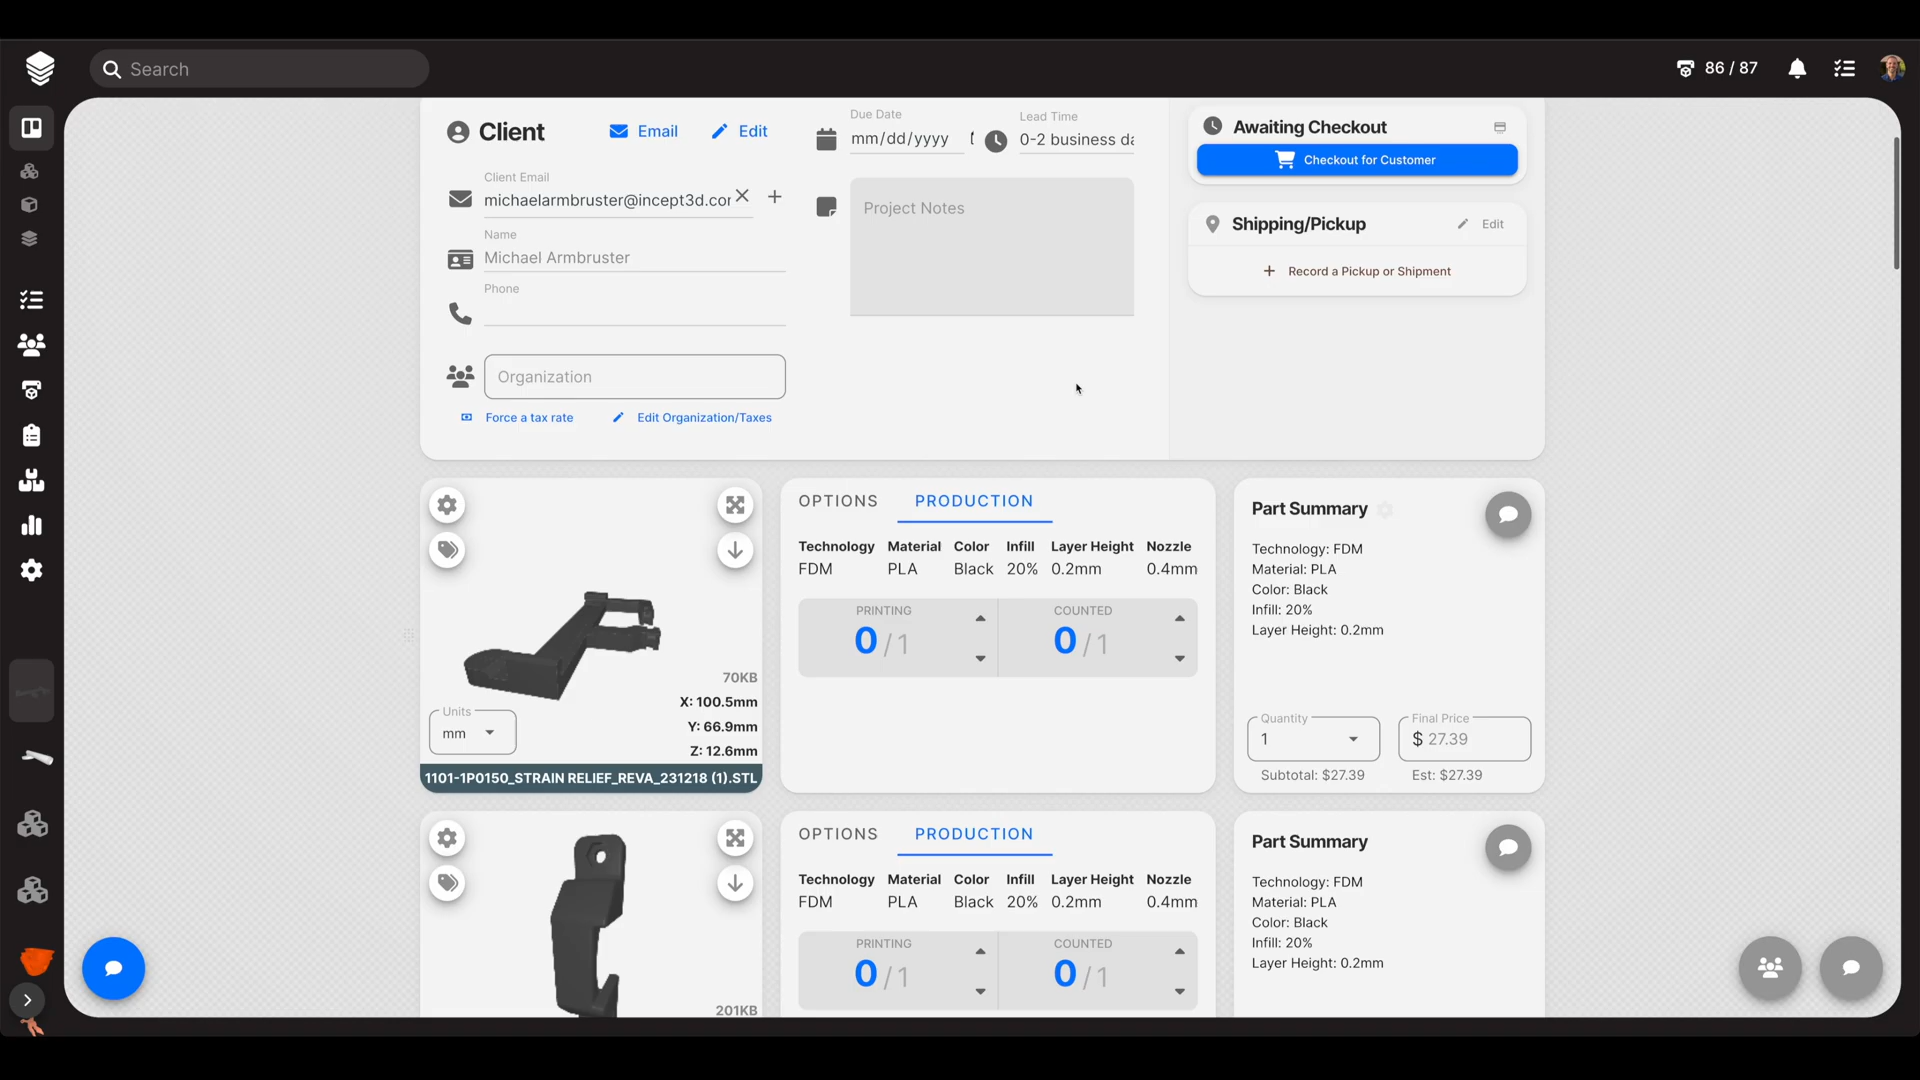 Search
86 / 87
Client
Email
Edit
Client Email
michaelarmbruster@incept3d.cor
Name
Michael Armbruster
Phone
Organization
Force a tax rate
Edit Organization/Taxes
Due Date
mm/dd/yyyy
Lead Time
0-2 business da
Project Notes
Awaiting Checkout
Checkout for Customer
Shipping/Pickup
Edit
Record a Pickup or Shipment
70KB
X: 100.5mm
Y: 66.9mm
Z: 12.6mm
Units
mm
1101-1P0150_STRAIN RELIEF_REVA_231218 (1).STL
OPTIONS
PRODUCTION
Technology Material Color Infill Layer Height Nozzle
FDM PLA Black 20% 0.2mm 0.4mm
PRINTING
0 / 1
COUNTED
0 / 1
Part Summary
Technology: FDM
Material: PLA
Color: Black
Infill: 20%
Layer Height: 0.2mm
Quantity
1
Subtotal: $27.39
Final Price
$ 27.39
Est: $27.39
201KB
OPTIONS
PRODUCTION
Technology Material Color Infill Layer Height Nozzle
FDM PLA Black 20% 0.2mm 0.4mm
PRINTING
0 / 1
COUNTED
0 / 1
Part Summary
Technology: FDM
Material: PLA
Color: Black
Infill: 20%
Layer Height: 0.2mm